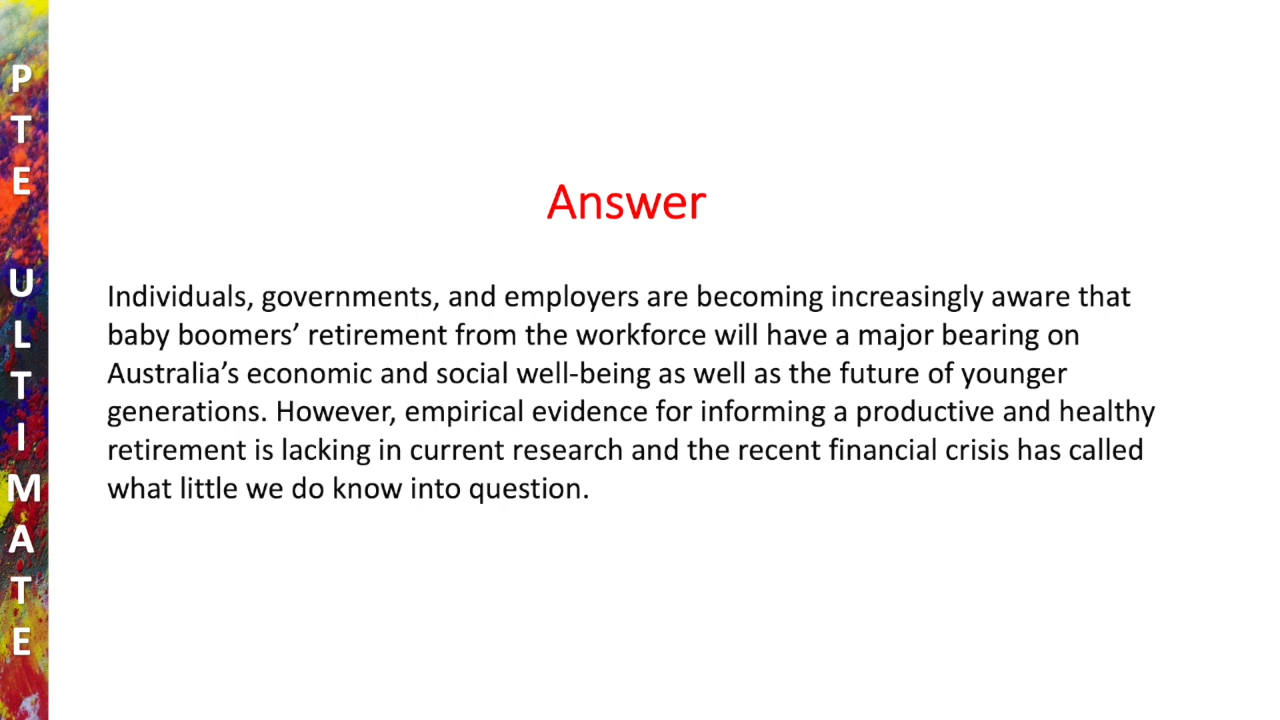 PTE ULTIMATE
Answer
Individuals, governments, and employers are becoming increasingly aware that
baby boomers’ retirement from the workforce will have a major bearing on
Australia’s economic and social well-being as well as the future of younger
generations. However, empirical evidence for informing a productive and healthy
retirement is lacking in current research and the recent financial crisis has called
what little we do know into question.